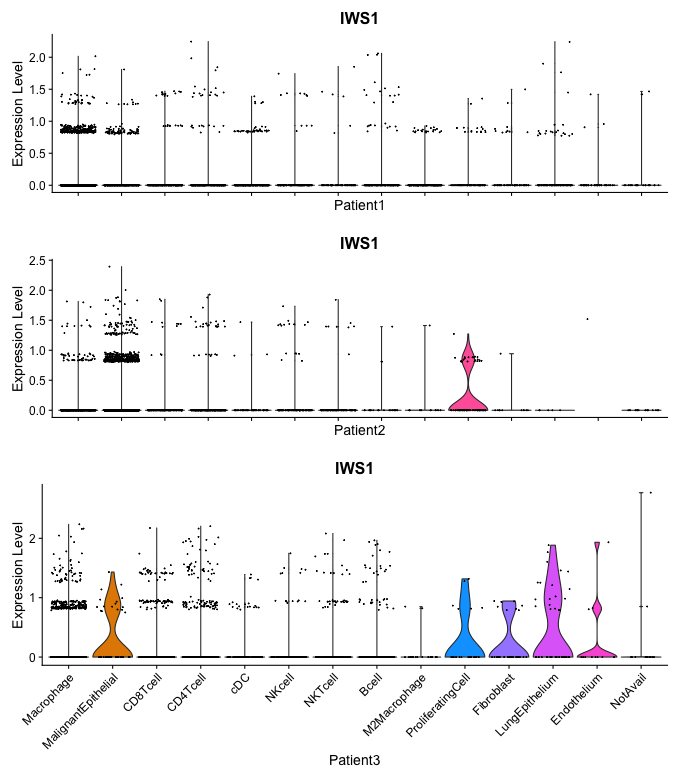 IWS1
Expression Level
2.0
1.5
1.0
0.5
0.0
Patient1
IWS1
Expression Level
2.5
2.0
1.5
1.0
0.5
0.0
Patient2
IWS1
Expression Level
2
1
0
Macrophage
MalignantEpithelial
CD8Tcell
CD4Tcell
cDC
NKcell
NKTcell
Bcell
M2Macrophage
ProliferatingCell
Fibroblast
LungEpithelium
Endothelium
NotAvail
Patient3